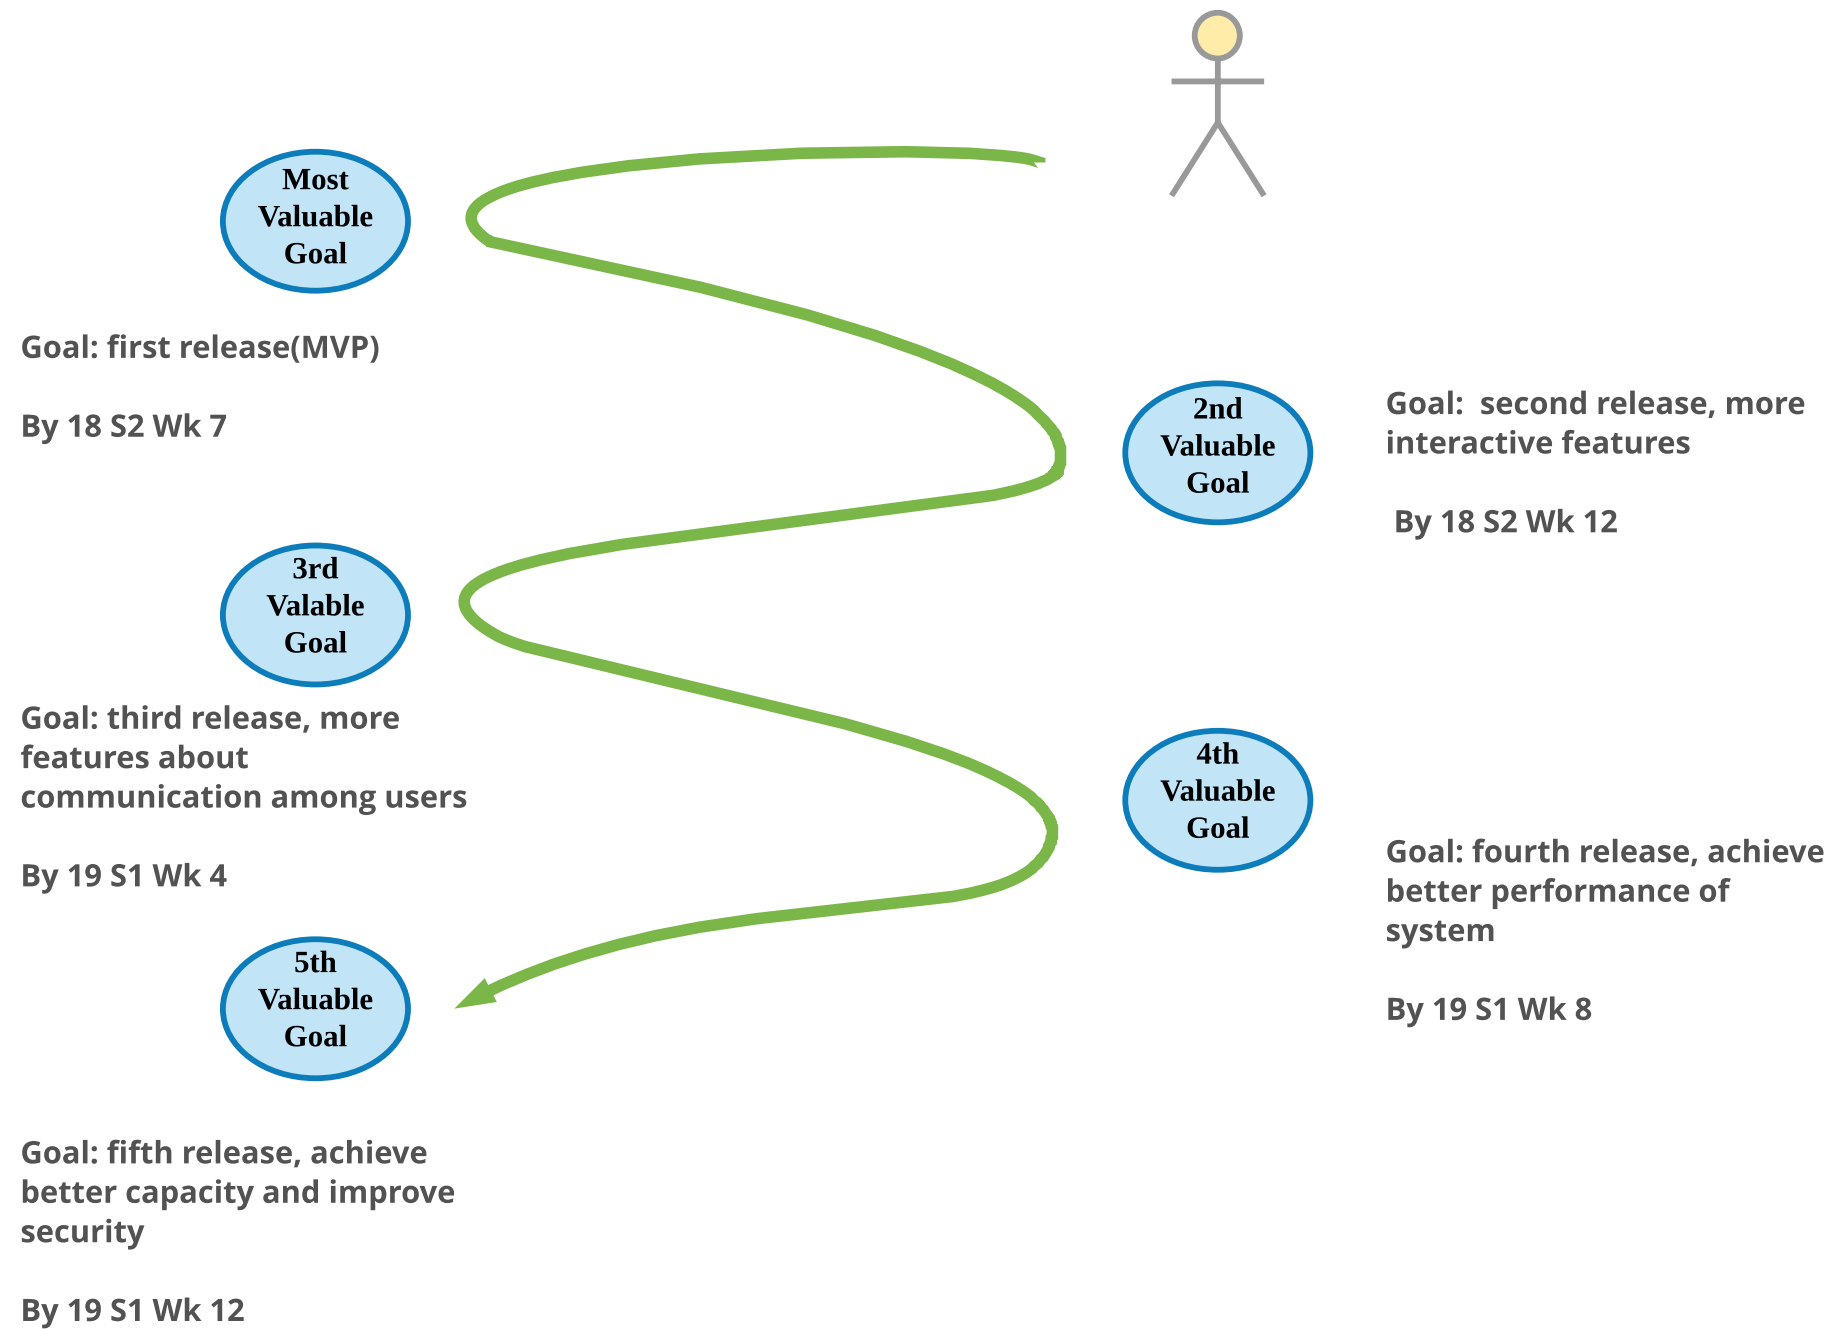 Most
Valuable
Goal
Goal: first release(MVP)
By 18 S2 Wk 7
2nd
Valuable
Goal
Goal:  second release, more
interactive features
By 18 S2 Wk 12
3rd
Valable
Goal
Goal: third release, more
features about
communication among users
By 19 S1 Wk 4
4th
Valuable
Goal
Goal: fourth release, achieve
better performance of
system
By 19 S1 Wk 8
5th
Valuable
Goal
Goal: fifth release, achieve
better capacity and improve
security
By 19 S1 Wk 12